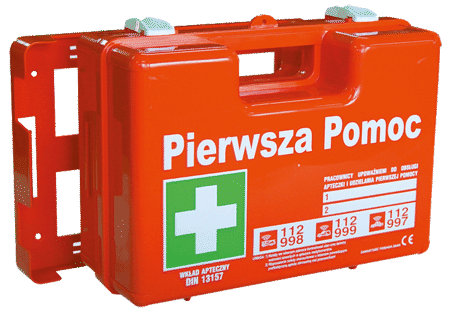 Pierwsza Pomoc
PRACOWNICY UPOWAŻNIENI DO OBSŁUGI
APTECZKI I UDZIELANIA PIERWSZEJ POMOCY
1
2
112
998
112
999
112
997
WKŁAD APTECZNY
DIN 13157
CE